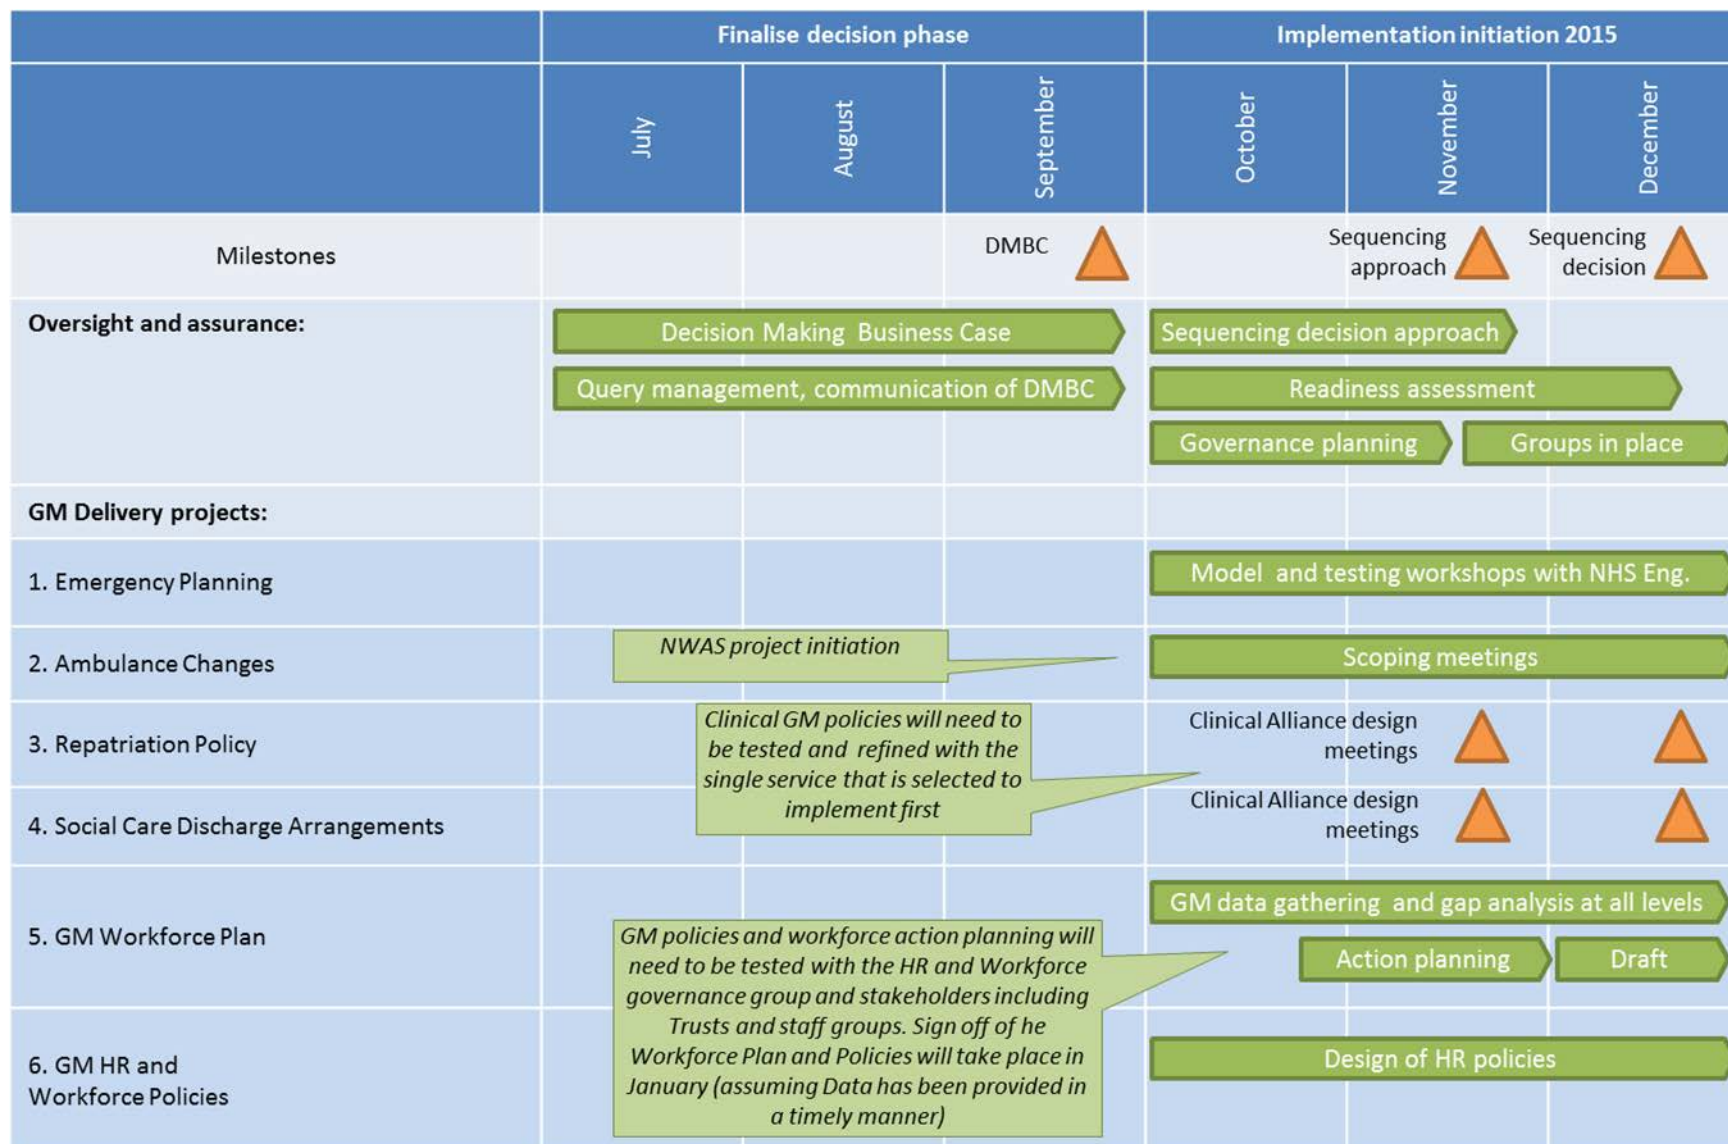 Finalise decision phase
Implementation initiation 2015
July
August
September
October
November
December
Milestones
DMBC
Sequencing
approach
Sequencing
decision
Oversight and assurance:
Decision Making Business Case
Sequencing decision approach
Query management, communication of DMBC
Readiness assessment
Governance planning
Groups in place
GM Delivery projects:
1. Emergency Planning
Model and testing workshops with NHS Eng.
2. Ambulance Changes
NWAS project initiation
Scoping meetings
3. Repatriation Policy
Clinical GM policies will need to
be tested and refined with the
single service that is selected to
implement first
Clinical Alliance design
meetings
4. Social Care Discharge Arrangements
Clinical Alliance design
meetings
5. GM Workforce Plan
GM data gathering and gap analysis at all levels
Action planning
Draft
GM policies and workforce action planning will
need to be tested with the HR and Workforce
governance group and stakeholders including
Trusts and staff groups. Sign off of he
Workforce Plan and Policies will take place in
January (assuming Data has been provided in
a timely manner)
6. GM HR and
Workforce Policies
Design of HR policies